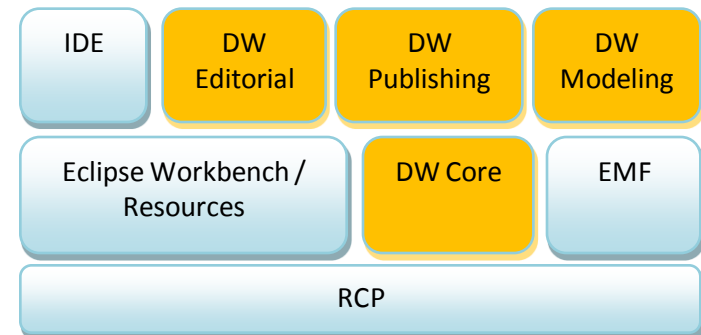 IDE
DW
Editorial
DW
Publishing
DW
Modeling
Eclipse Workbench /
Resources
DW Core
EMF
RCP